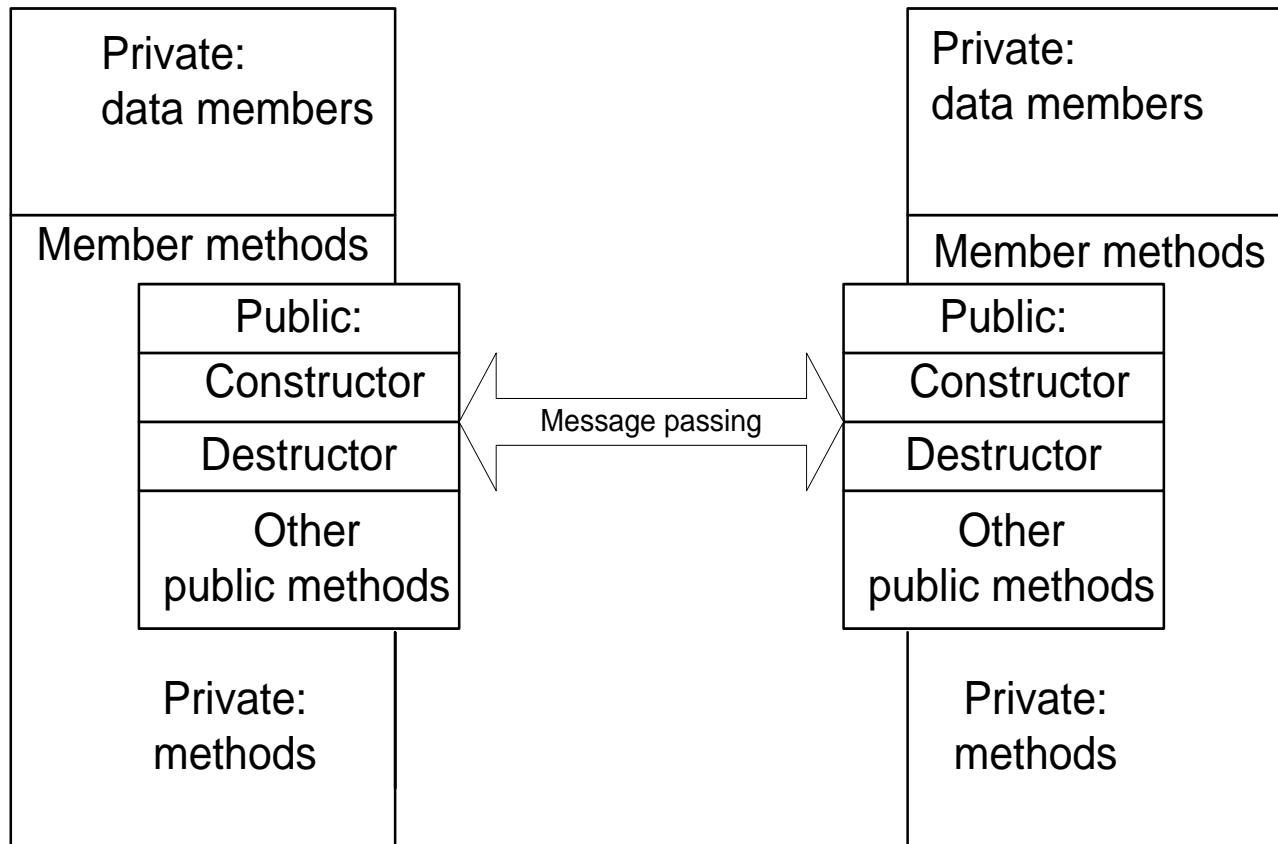 Private:
data members
Member methods
Public:
Constructor
Destructor
Other
public methods
Private:
methods
Message passing
Private:
data members
Member methods
Public:
Constructor
Destructor
Other
public methods
Private:
methods